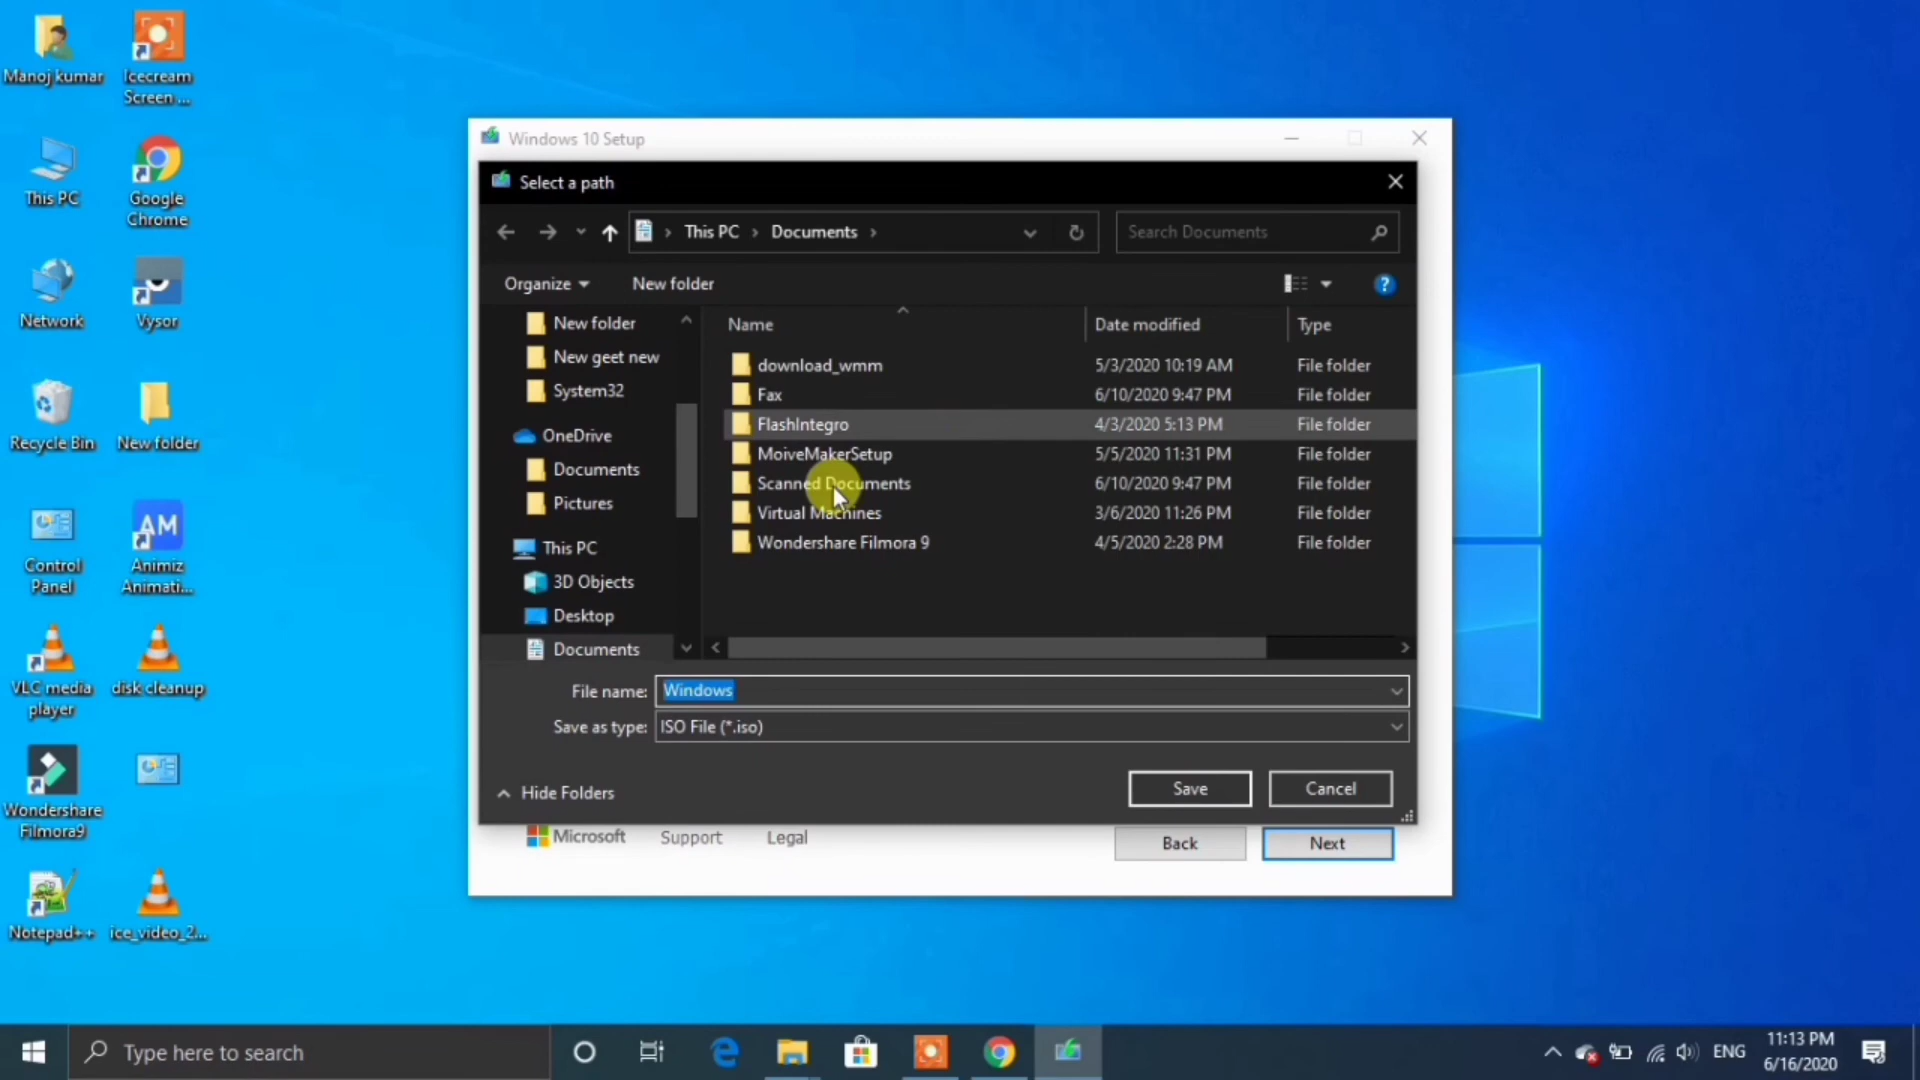 Manoj kumar
Icecream
Screen ...
This PC
Google
Chrome
Network
Vysor
Recycle Bin
New folder
Control
Panel
AM
Animiz
Animati...
VLC media
player
disk cleanup
Wondershare
Filmora9
Notepad++
ice_video_2...
Windows 10 Setup
Select a path
This PC > Documents >
Search Documents
Organize
New folder
?
New folder
New geet new
System32
OneDrive
Documents
Pictures
This PC
3D Objects
Desktop
Documents
Name Date modified Type
download_wmm 5/3/2020 10:19 AM File folder
Fax 6/10/2020 9:47 PM File folder
FlashIntegro 4/3/2020 5:13 PM File folder
MoiveMakerSetup 5/5/2020 11:31 PM File folder
Scanned Documents 6/10/2020 9:47 PM File folder
Virtual Machines 3/6/2020 11:26 PM File folder
Wondershare Filmora 9 4/5/2020 2:28 PM File folder
File name: Windows
Save as type: ISO File (*.iso)
Hide Folders
Save
Cancel
Microsoft
Support
Legal
Back
Next
Type here to search
ENG
11:13 PM
6/16/2020